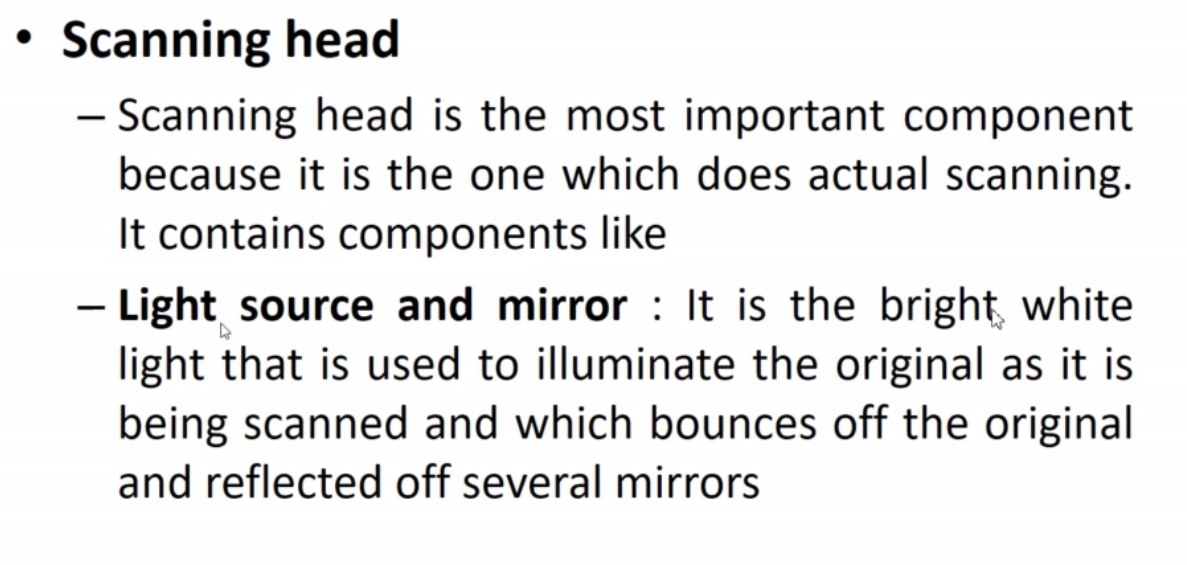 • Scanning head
– Scanning head is the most important component
because it is the one which does actual scanning.
It contains components like
– Light source and mirror : It is the bright white
light that is used to illuminate the original as it is
being scanned and which bounces off the original
and reflected off several mirrors